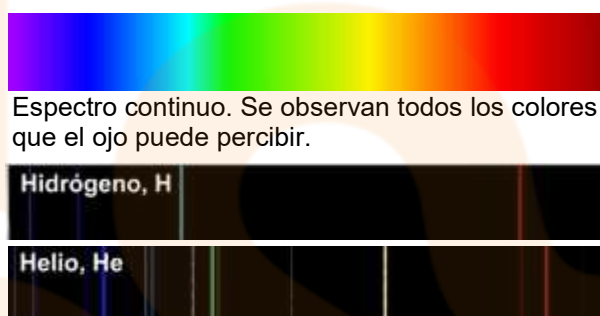 Espectro continuo. Se observan todos los colores
que el ojo puede percibir.
Hidrógeno, H
Helio, He